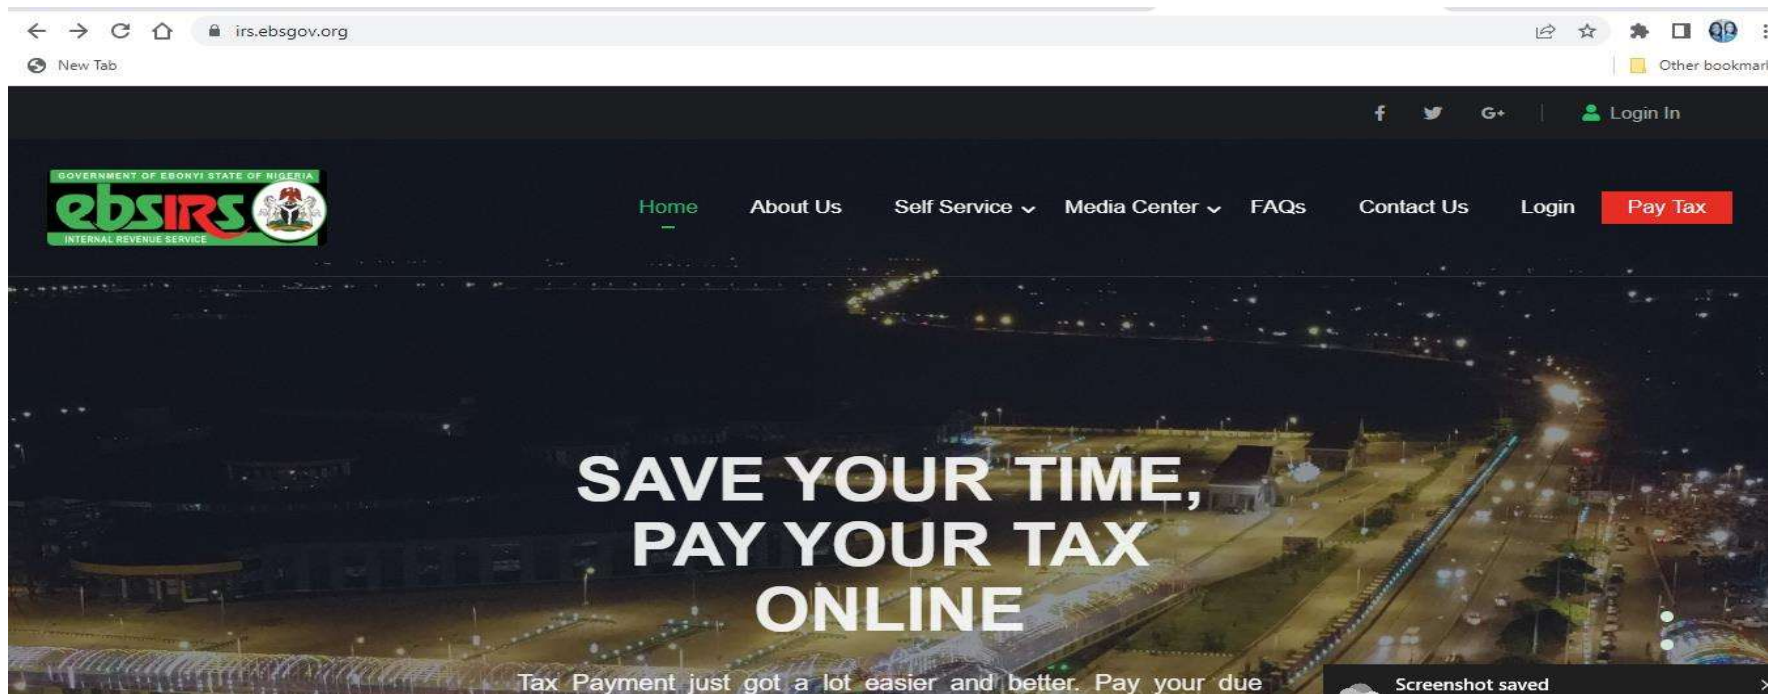 irs.ebsgov.org
New Tab
Other bookmar
Login In
GOVERNMENT OF EBONYI STATE OF NIGERIA
ebsIRS
INTERNAL REVENUE SERVICE
Home About Us Self Service Media Center FAQs Contact Us Login Pay Tax
SAVE YOUR TIME,
PAY YOUR TAX
ONLINE
Tax Payment just got a lot easier and better. Pay your due
Screenshot saved